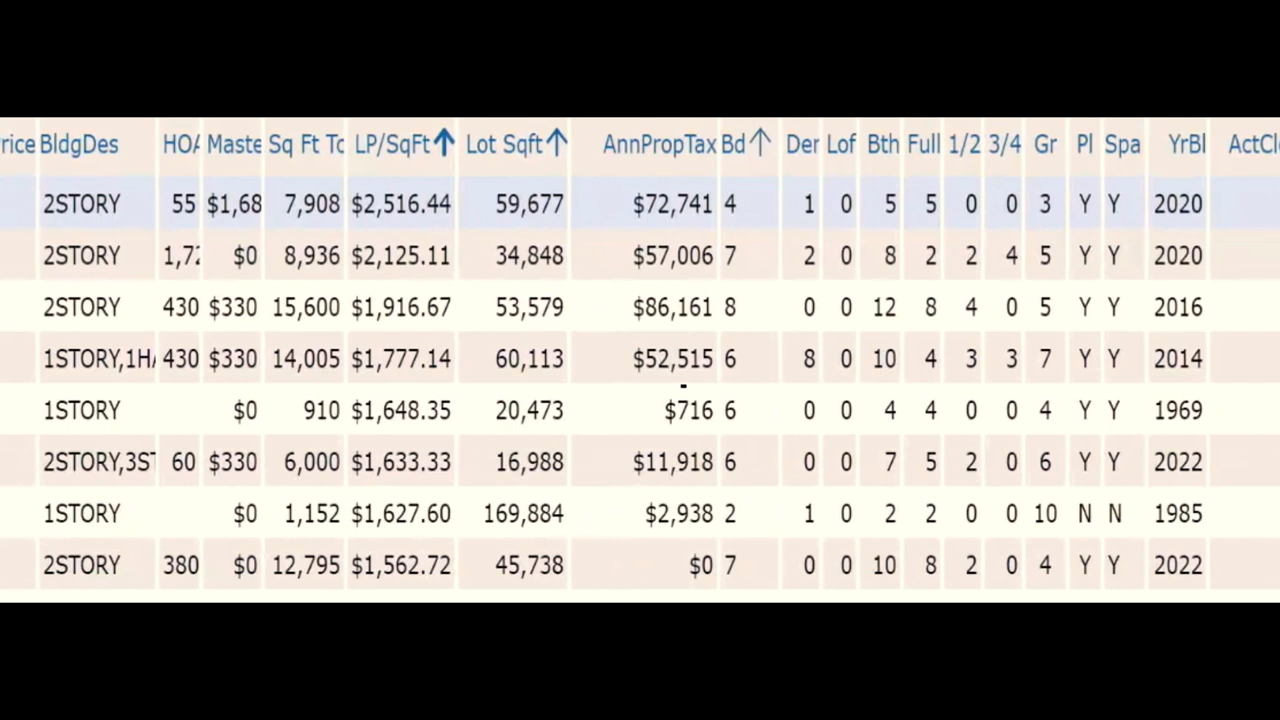 rice BldgDes HOA Maste Sq Ft To LP/SqFt↑ Lot Sqft↑ AnnPropTax Bd↑ Den Lof Bth Full 1/2 3/4 Gr Pl Spa YrBl ActClo
2STORY 55 $1,68 7,908 $2,516.44 59,677 $72,741 4 1 0 5 5 0 0 3 Y Y 2020
2STORY 1,72 $0 8,936 $2,125.11 34,848 $57,006 7 2 0 8 2 2 4 5 Y Y 2020
2STORY 430 $330 15,600 $1,916.67 53,579 $86,161 8 0 0 12 8 4 0 5 Y Y 2016
1STORY,1HA 430 $330 14,005 $1,777.14 60,113 $52,515 6 8 0 10 4 3 3 7 Y Y 2014
1STORY $0 910 $1,648.35 20,473 $716 6 0 0 4 4 0 0 4 Y Y 1969
2STORY,3ST 60 $330 6,000 $1,633.33 16,988 $11,918 6 0 0 7 5 2 0 6 Y Y 2022
1STORY $0 1,152 $1,627.60 169,884 $2,938 2 1 0 2 2 0 0 10 N N 1985
2STORY 380 $0 12,795 $1,562.72 45,738 $0 7 0 0 10 8 2 0 4 Y Y 2022